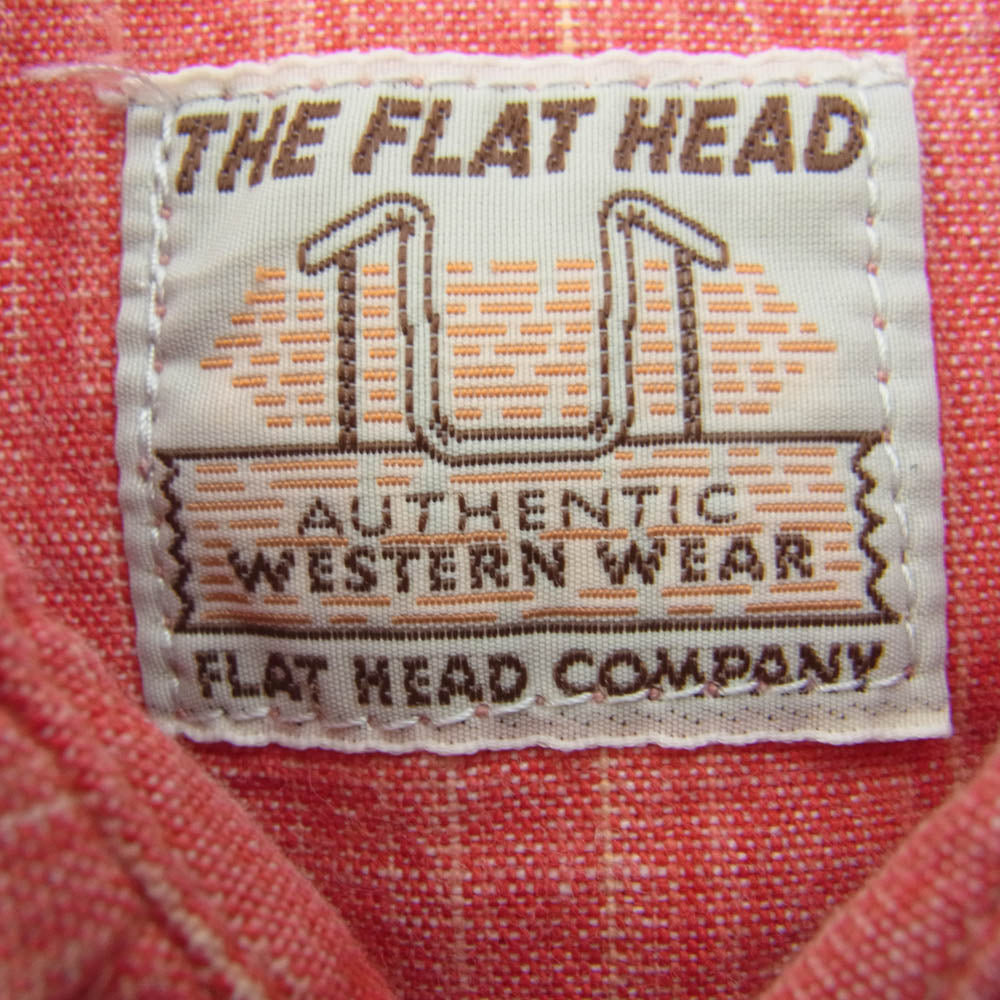 THE FLAT HEAD
AUTHENTIC
WESTERN WEAR
FLAT HEAD COMPANY